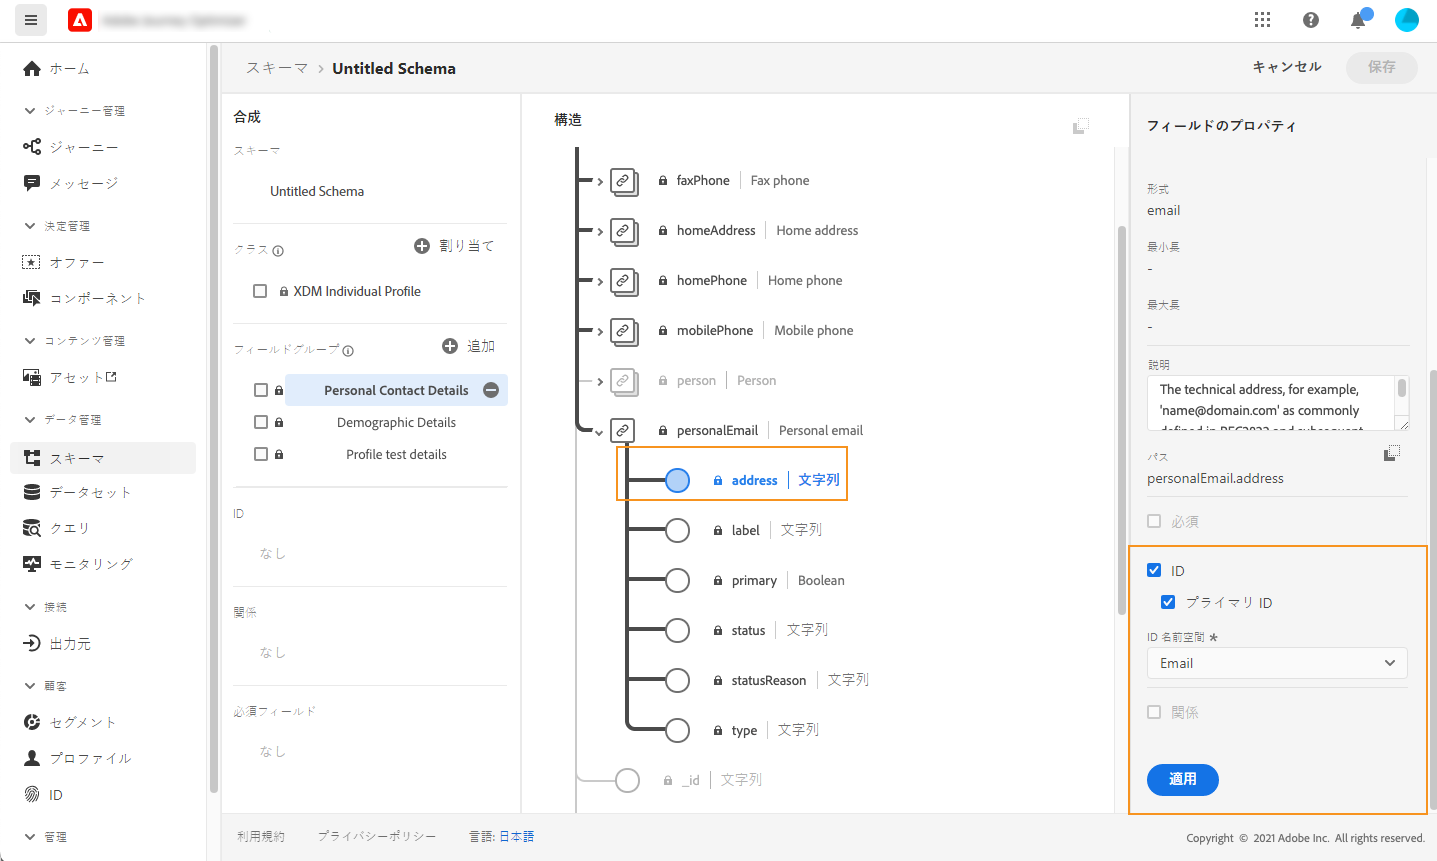 ホーム
ジャーニー管理
ジャーニー
メッセージ
決定管理
オファー
コンポーネント
コンテンツ管理
アセット
データ管理
スキーマ
データセット
クエリ
モニタリング
接続
出力元
顧客
セグメント
プロファイル
ID
管理
スキーマ › Untitled Schema
キャンセル
保存
合成
スキーマ
Untitled Schema
クラス
割り当て
XDM Individual Profile
フィールドグループ
追加
Personal Contact Details
Demographic Details
Profile test details
ID
なし
関係
なし
必須フィールド
なし
構造
faxPhone | Fax phone
homeAddress | Home address
homePhone | Home phone
mobilePhone | Mobile phone
person | Person
personalEmail | Personal email
address | 文字列
label | 文字列
primary | Boolean
status | 文字列
statusReason | 文字列
type | 文字列
_id | 文字列
フィールドのプロパティ
形式
email
最小長
-
最大長
-
説明
The technical address, for example,
'name@domain.com' as commonly
defined in RFC2822 and subsequent
パス
personalEmail.address
必須
ID
プライマリ ID
ID 名前空間 *
Email
関係
適用
利用規約
プライバシーポリシー
言語: 日本語
Copyright © 2021 Adobe Inc. All rights reserved.